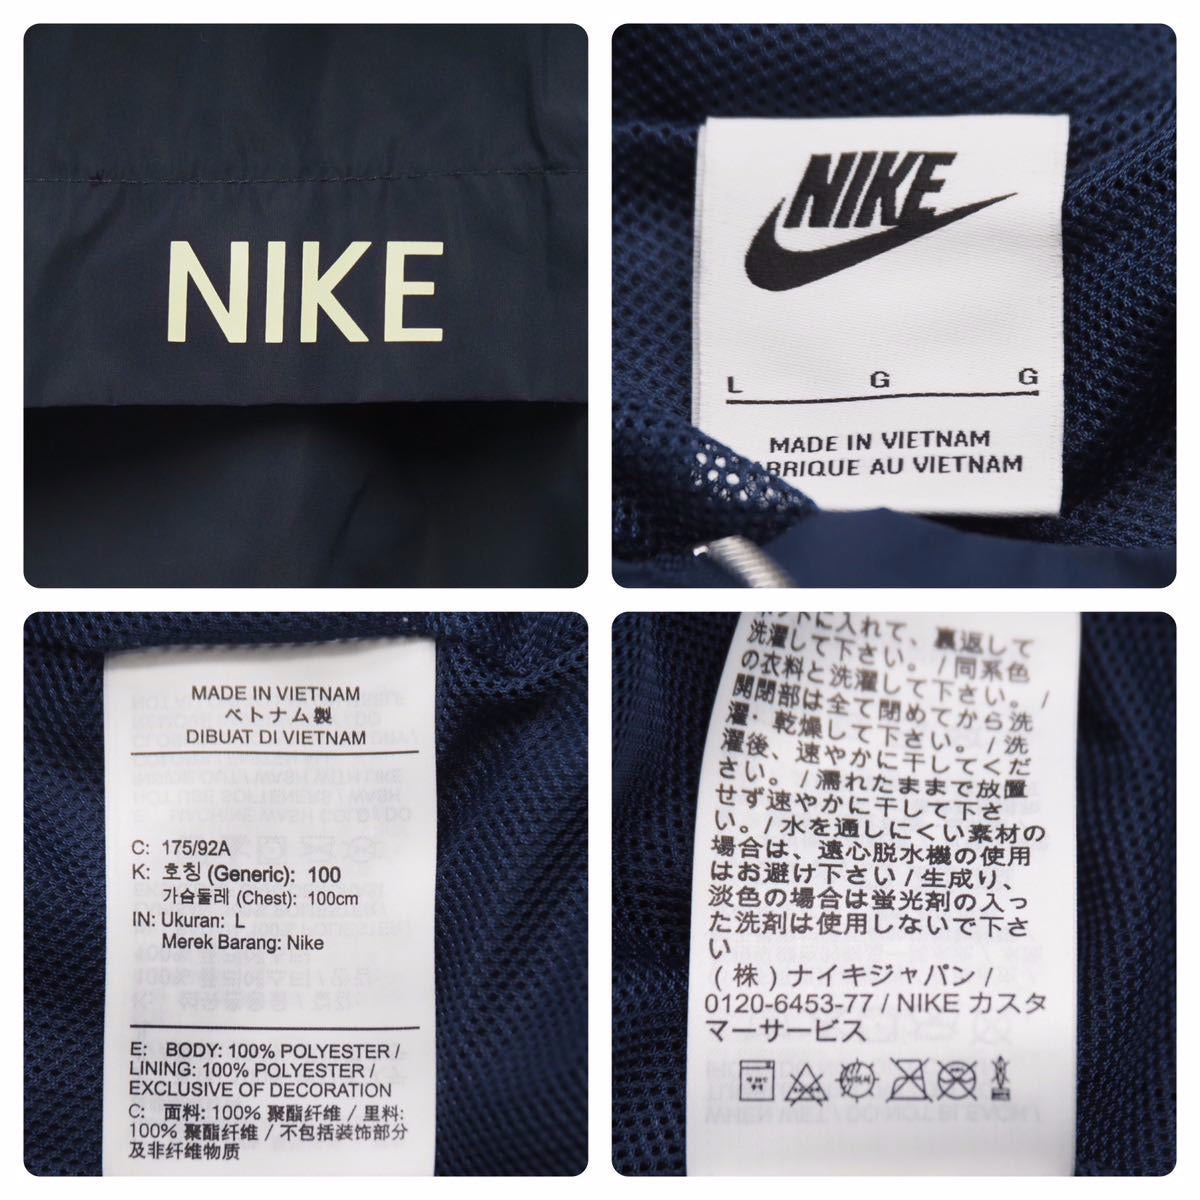 NIKE
NIKE
L G G
MADE IN VIETNAM
BRIQUE AU VIETNAM
MADE IN VIETNAM
ベトナム製
DIBUAT DI VIETNAM
C: 175/92A
K: 호칭 (Generic): 100
가슴둘레 (Chest): 100cm
IN: Ukuran: L
Merek Barang: Nike
E: BODY: 100% POLYESTER /
LINING: 100% POLYESTER /
EXCLUSIVE OF DECORATION
C: 面料: 100% 聚酯纤维 / 里料:
100% 聚酯纤维 / 不包括装饰部分
及非纤维物质
ットに入れて、裏返して
洗濯して下さい。/ 同系色
の衣料と洗濯して下さい。/
開閉部は全て閉めてから洗
濯・乾燥して下さい。/ 洗
濯後、速やかに干してくだ
さい。/ 濡れたままで放置
せず速やかに干して下さ
い。/ 水を通しにくい素材の
場合は、遠心脱水機の使用
はお避け下さい / 生成り、
淡色の場合は蛍光剤の入っ
た洗剤は使用しないで下さ
い
(株) ナイキジャパン /
0120-6453-77 / NIKE カスタ
マーサービス